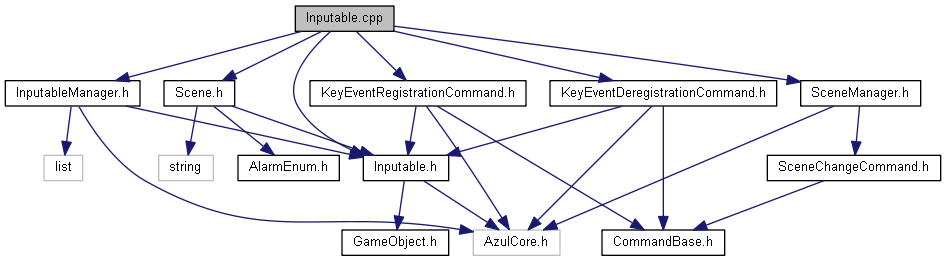 Inputable.cpp
InputableManager.h
Scene.h
KeyEventRegistrationCommand.h
KeyEventDeregistrationCommand.h
SceneManager.h
list
string
AlarmEnum.h
Inputable.h
SceneChangeCommand.h
GameObject.h
AzulCore.h
CommandBase.h